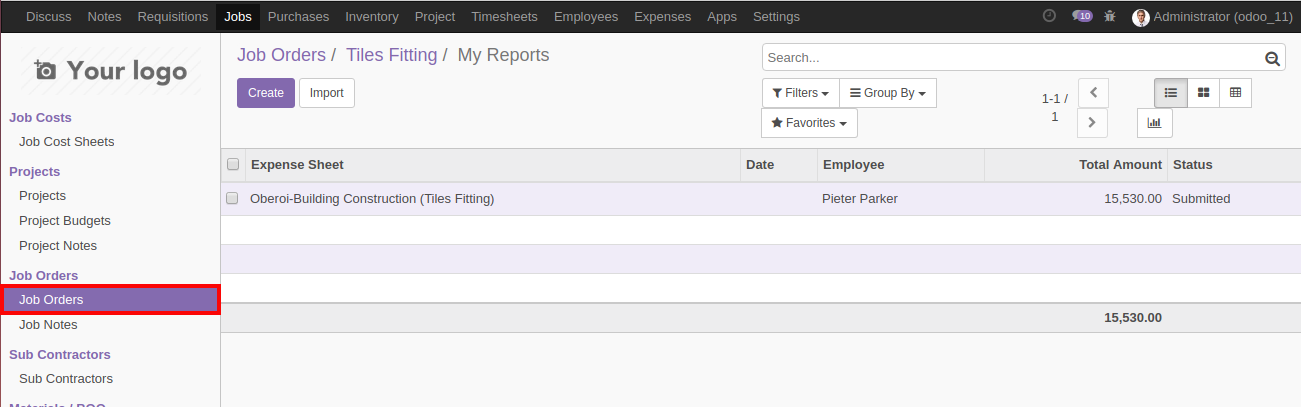 Discuss Notes Requisitions Jobs Purchases Inventory Project Timesheets Employees Expenses Apps Settings 10 Administrator (odoo_11)
Your logo
Job Costs
Job Cost Sheets
Projects
Projects
Project Budgets
Project Notes
Job Orders
Job Orders
Job Notes
Sub Contractors
Sub Contractors
Job Orders / Tiles Fitting / My Reports
Search...
Create Import
Filters Group By
Favorites
1-1 /
1
Expense Sheet Date Employee Total Amount Status
Oberoi-Building Construction (Tiles Fitting) Pieter Parker 15,530.00 Submitted
15,530.00